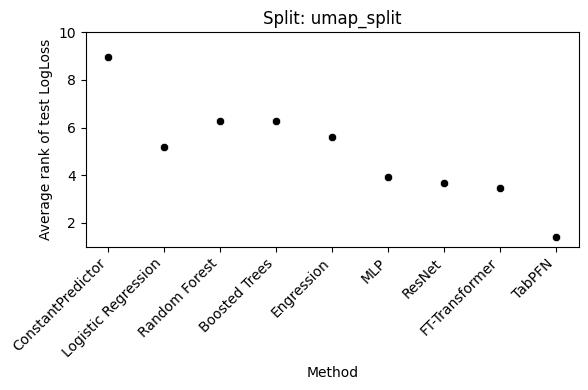 Split: umap_split
Average rank of test LogLoss
10
8
6
4
2
ConstantPredictor
Logistic Regression
Random Forest
Boosted Trees
Engression
MLP
ResNet
FT-Transformer
TabPFN
Method